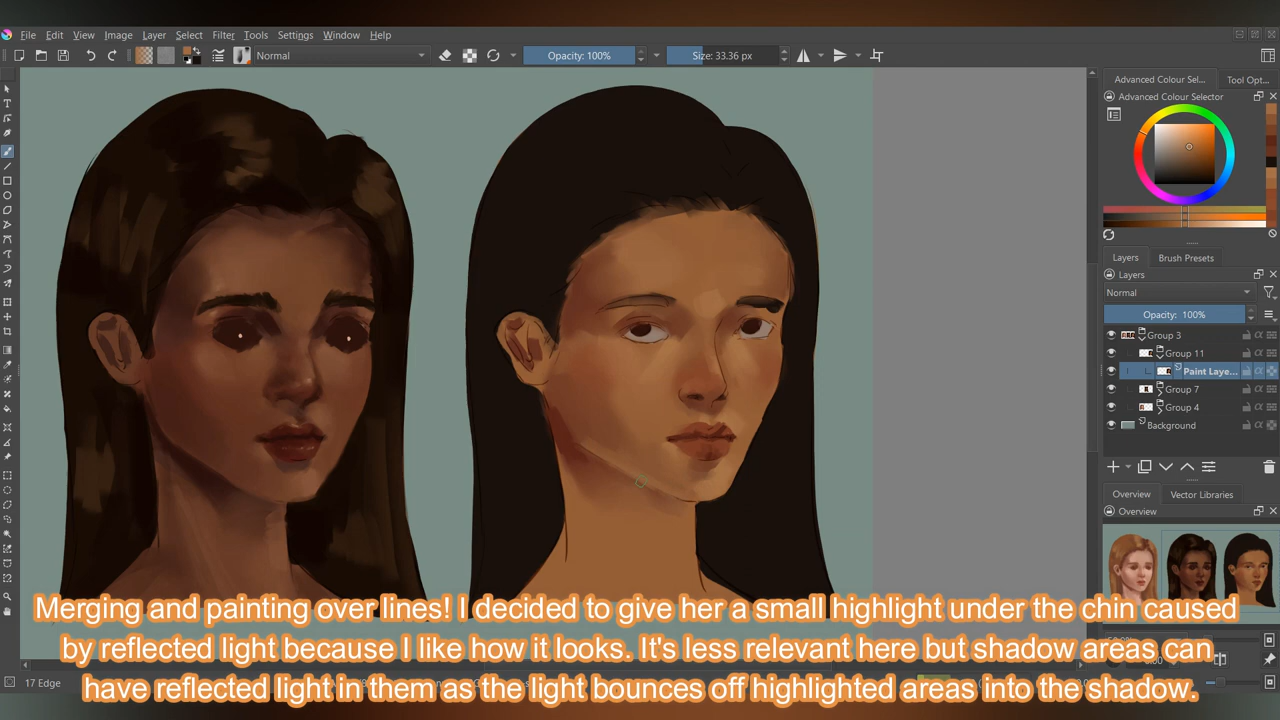 File Edit View Image Layer Select Filter Tools Settings Window Help
Normal Opacity: 100% Size: 33.36 px
Advanced Colour Sel... Tool Opt...
Advanced Colour Selector
Layers Brush Presets
Layers
Normal
Opacity: 100%
Group 3
Group 11
Paint Laye...
Group 7
Group 4
Background
Overview Vector Libraries
Overview
Merging and painting over lines! I decided to give her a small highlight under the chin caused
by reflected light because I like how it looks. It's less relevant here but shadow areas can
have reflected light in them as the light bounces off highlighted areas into the shadow.
17 Edge